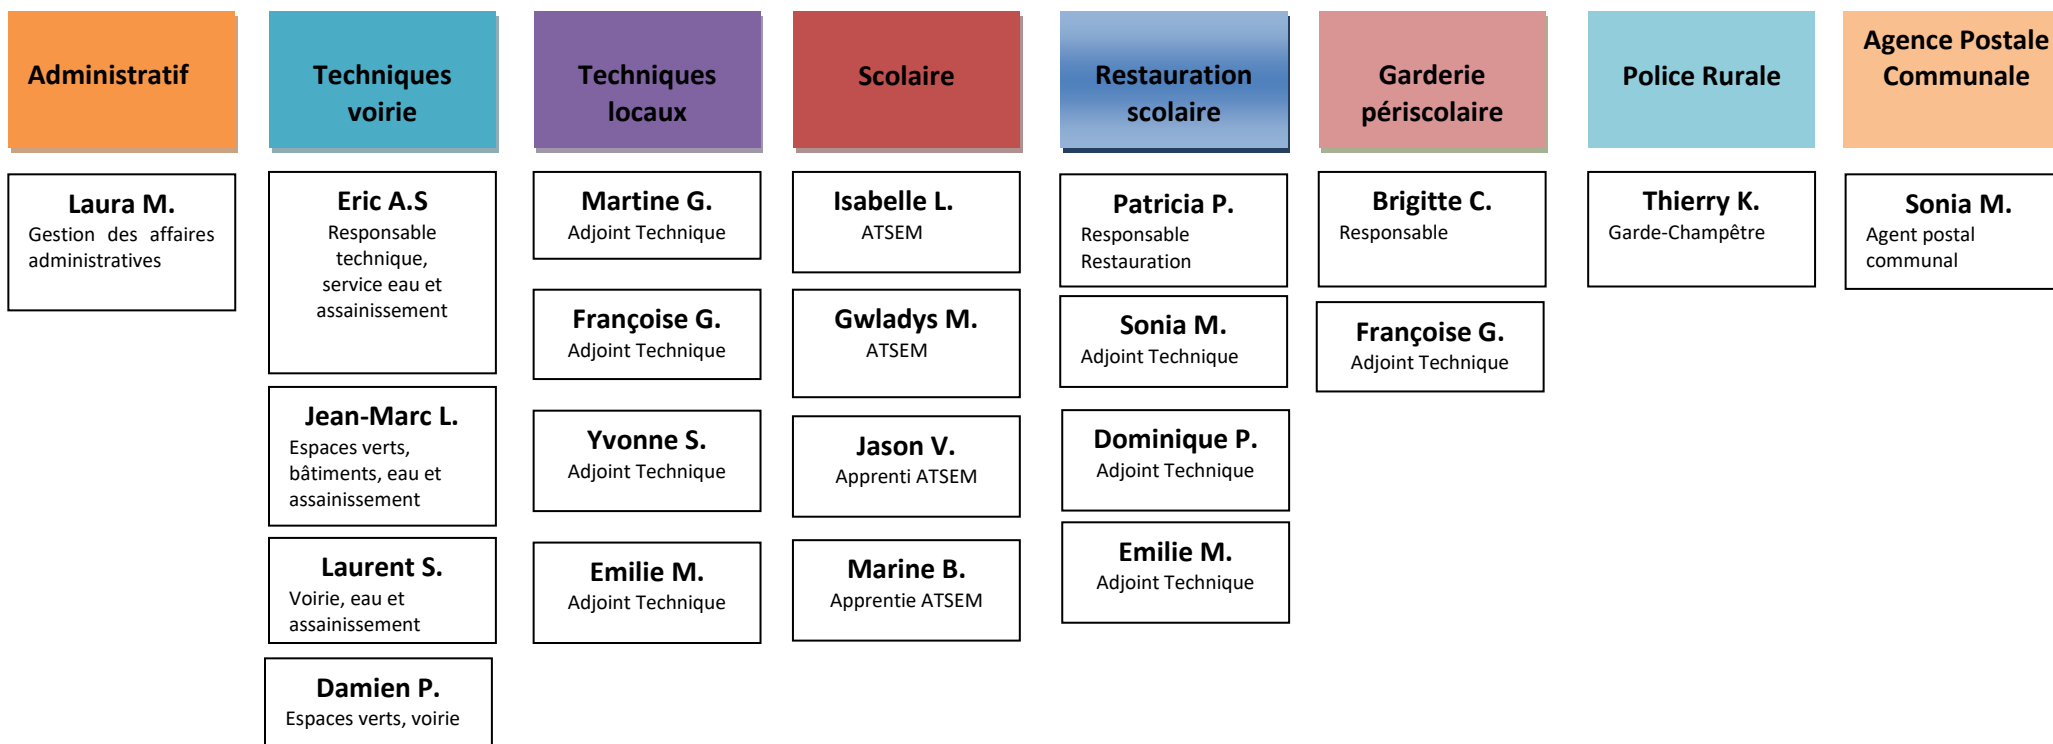 Administratif
Techniques
voirie
Techniques
locaux
Scolaire
Restauration
scolaire
Garderie
périscolaire
Police Rurale
Agence Postale
Communale
Laura M.
Gestion des affaires
administratives
Eric A.S
Responsable
technique,
service eau et
assainissement
Jean-Marc L.
Espaces verts,
bâtiments, eau et
assainissement
Laurent S.
Voirie, eau et
assainissement
Damien P.
Espaces verts, voirie
Martine G.
Adjoint Technique
Françoise G.
Adjoint Technique
Yvonne S.
Adjoint Technique
Emilie M.
Adjoint Technique
Isabelle L.
ATSEM
Gwladys M.
ATSEM
Jason V.
Apprenti ATSEM
Marine B.
Apprentie ATSEM
Patricia P.
Responsable
Restauration
Sonia M.
Adjoint Technique
Dominique P.
Adjoint Technique
Emilie M.
Adjoint Technique
Brigitte C.
Responsable
Françoise G.
Adjoint Technique
Thierry K.
Garde-Champêtre
Sonia M.
Agent postal
communal